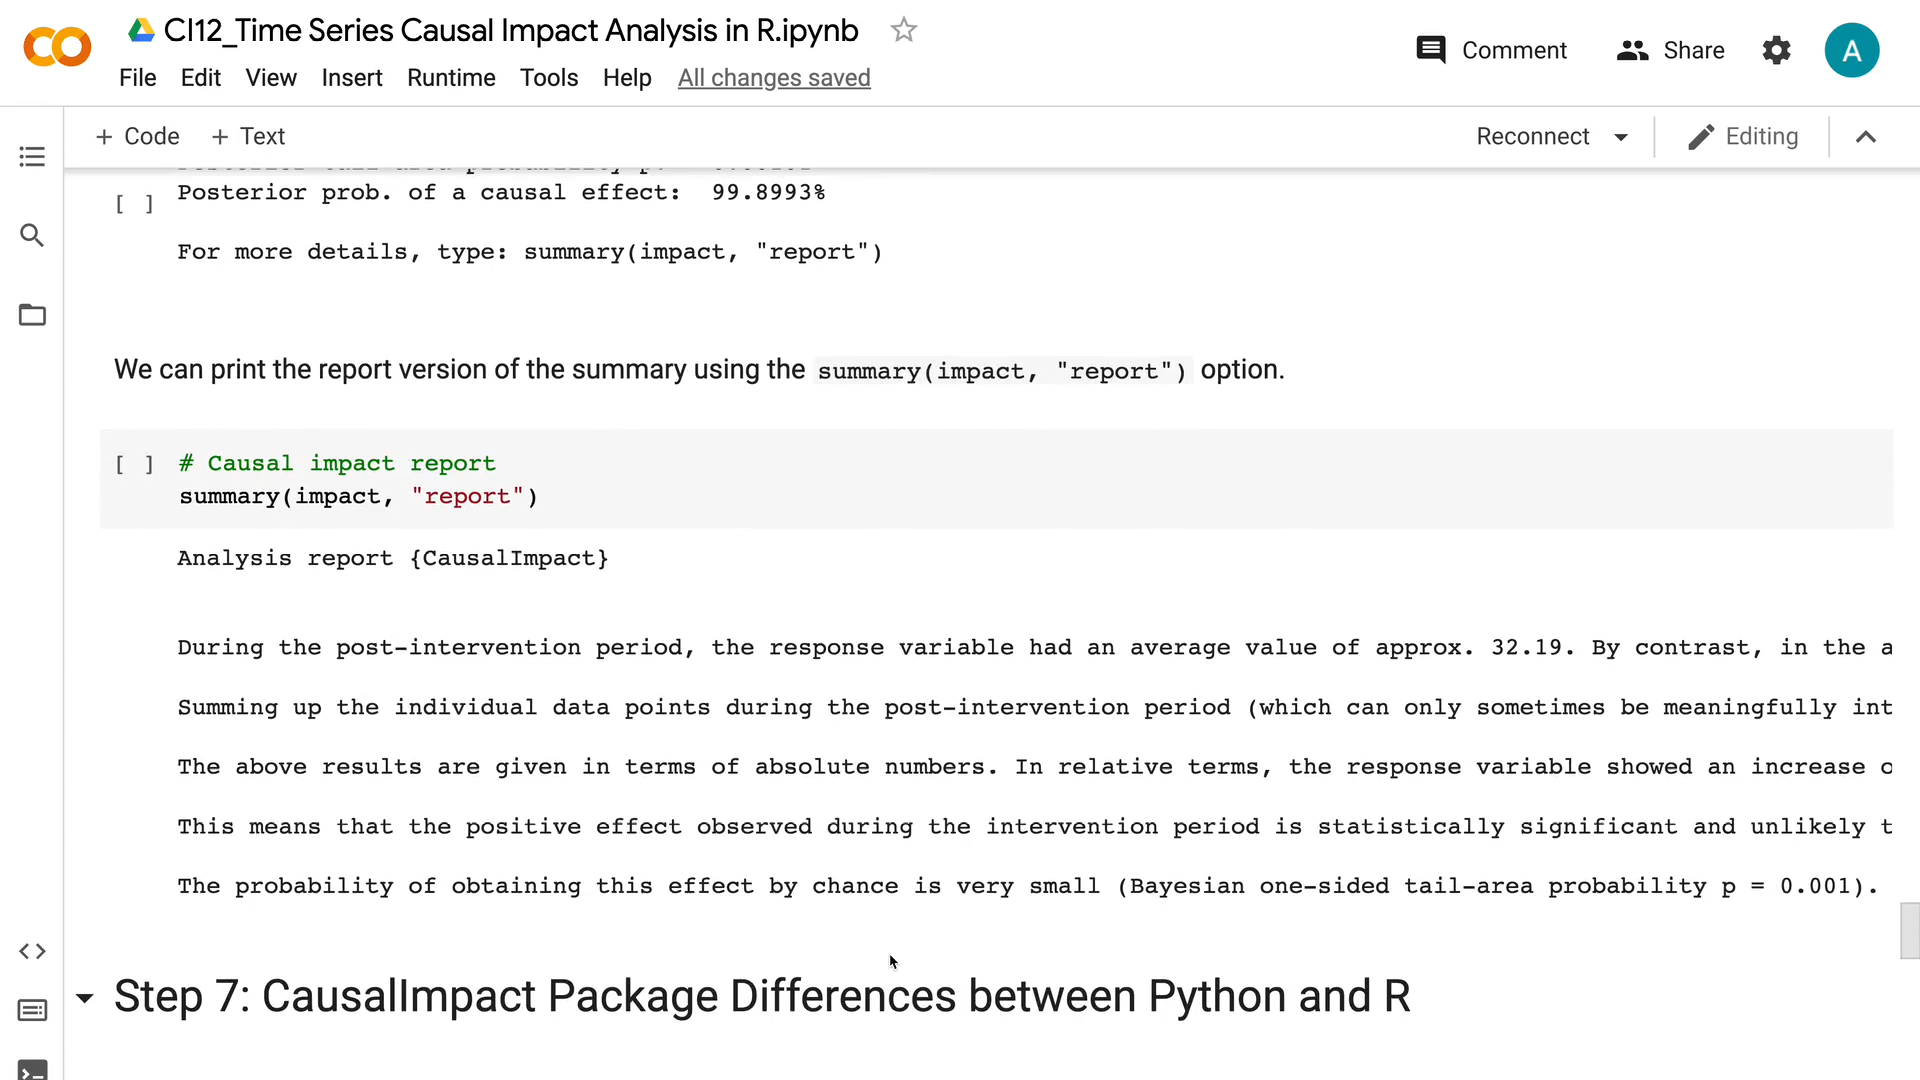 CI12_Time Series Causal Impact Analysis in R.ipynb
Comment
Share
A
File Edit View Insert Runtime Tools Help All changes saved
+ Code + Text
Reconnect
Editing
[ ]
Posterior prob. of a causal effect: 99.8993%
For more details, type: summary(impact, "report")
We can print the report version of the summary using the summary(impact, "report") option.
[ ] # Causal impact report
summary(impact, "report")
Analysis report {CausalImpact}
During the post-intervention period, the response variable had an average value of approx. 32.19. By contrast, in the a
Summing up the individual data points during the post-intervention period (which can only sometimes be meaningfully int
The above results are given in terms of absolute numbers. In relative terms, the response variable showed an increase o
This means that the positive effect observed during the intervention period is statistically significant and unlikely t
The probability of obtaining this effect by chance is very small (Bayesian one-sided tail-area probability p = 0.001).
Step 7: CausalImpact Package Differences between Python and R